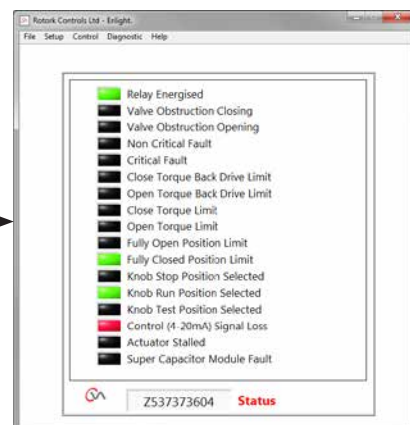 Rotork Controls Ltd - Enlight.
File Setup Control Diagnostic Help
Relay Energised
Valve Obstruction Closing
Valve Obstruction Opening
Non Critical Fault
Critical Fault
Close Torque Back Drive Limit
Open Torque Back Drive Limit
Close Torque Limit
Open Torque Limit
Fully Open Position Limit
Fully Closed Position Limit
Knob Stop Position Selected
Knob Run Position Selected
Knob Test Position Selected
Control (4-20mA) Signal Loss
Actuator Stalled
Super Capacitor Module Fault
Z537373604 Status